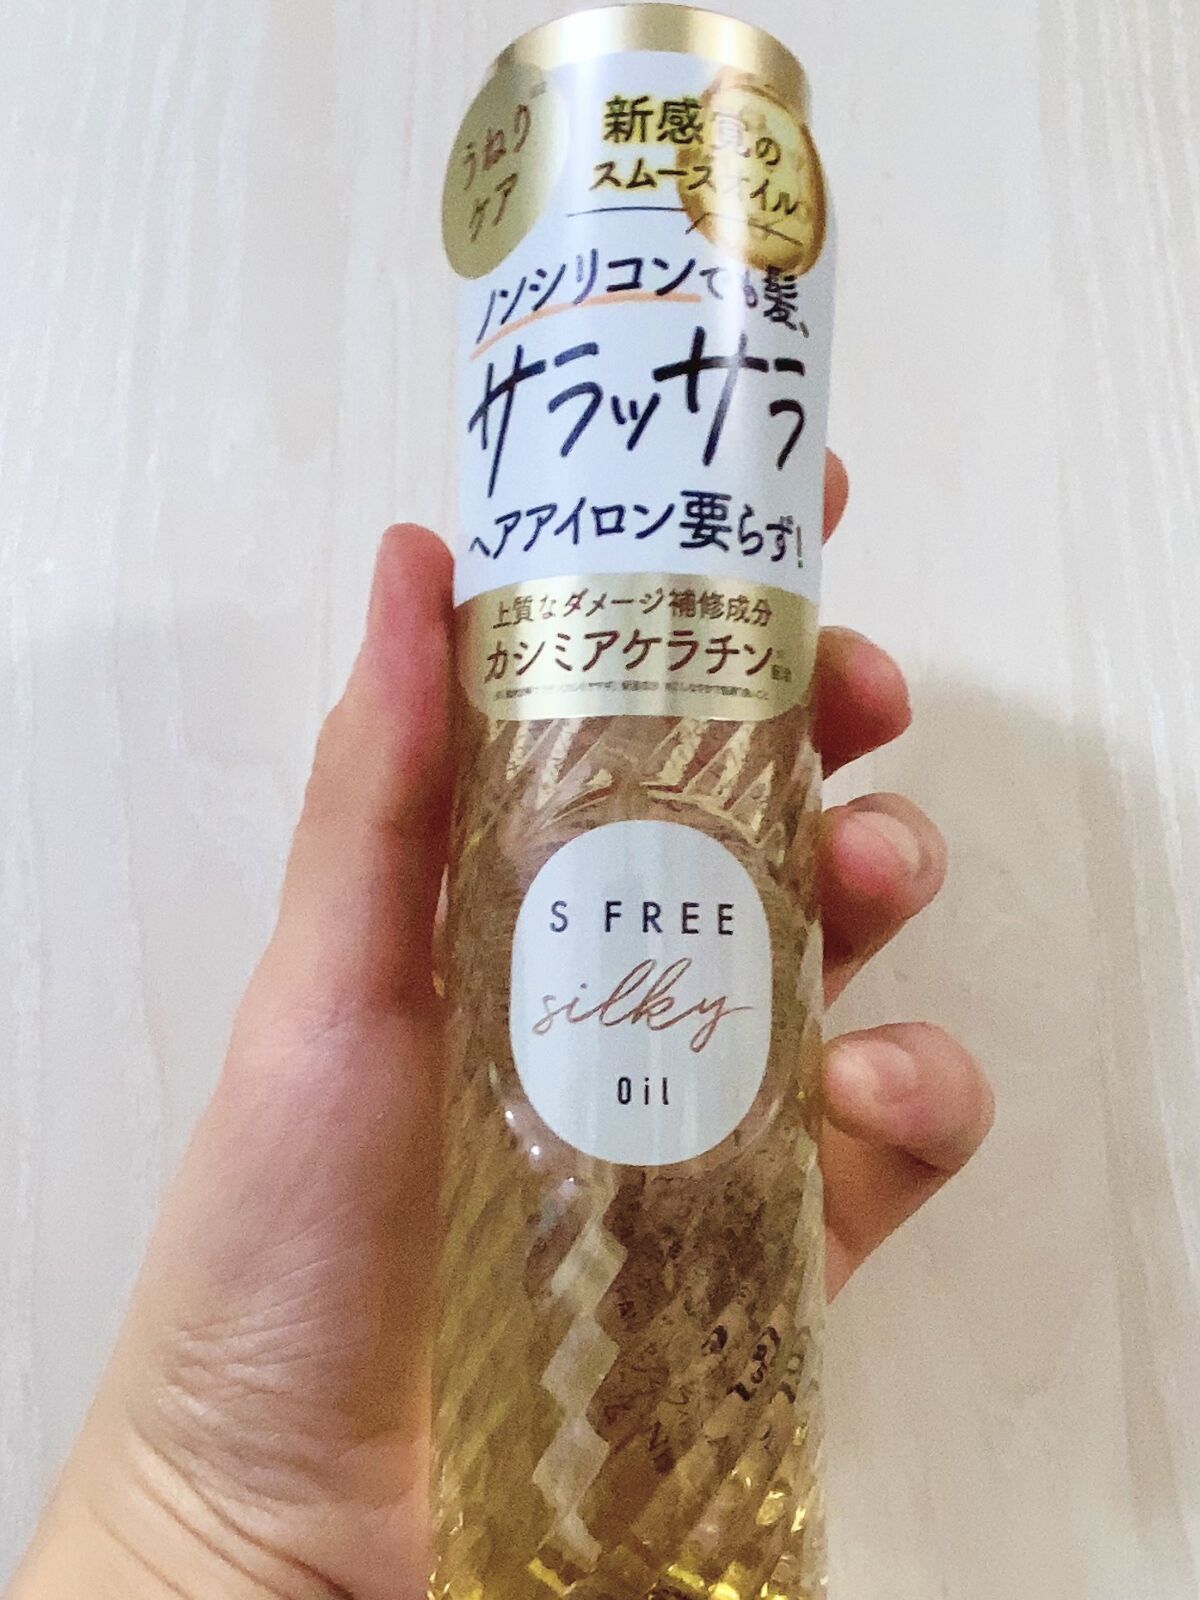 うねり
ケア
新感覚の
スムースオイル
ノンシリコンでも髪、
サラッサラ
ヘアアイロン要らず!
上質なダメージ補修成分
カシミアケラチン
S FREE
silky
Oil